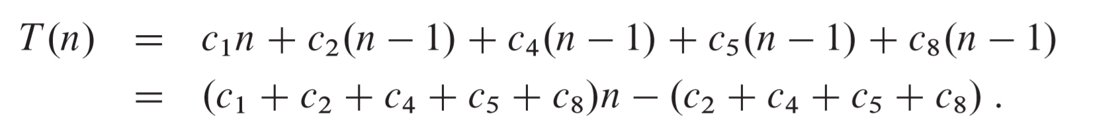 T(n) = c₁n + c₂(n − 1) + c₄(n − 1) + c₅(n − 1) + c₈(n − 1)
= (c₁ + c₂ + c₄ + c₅ + c₈)n − (c₂ + c₄ + c₅ + c₈) .